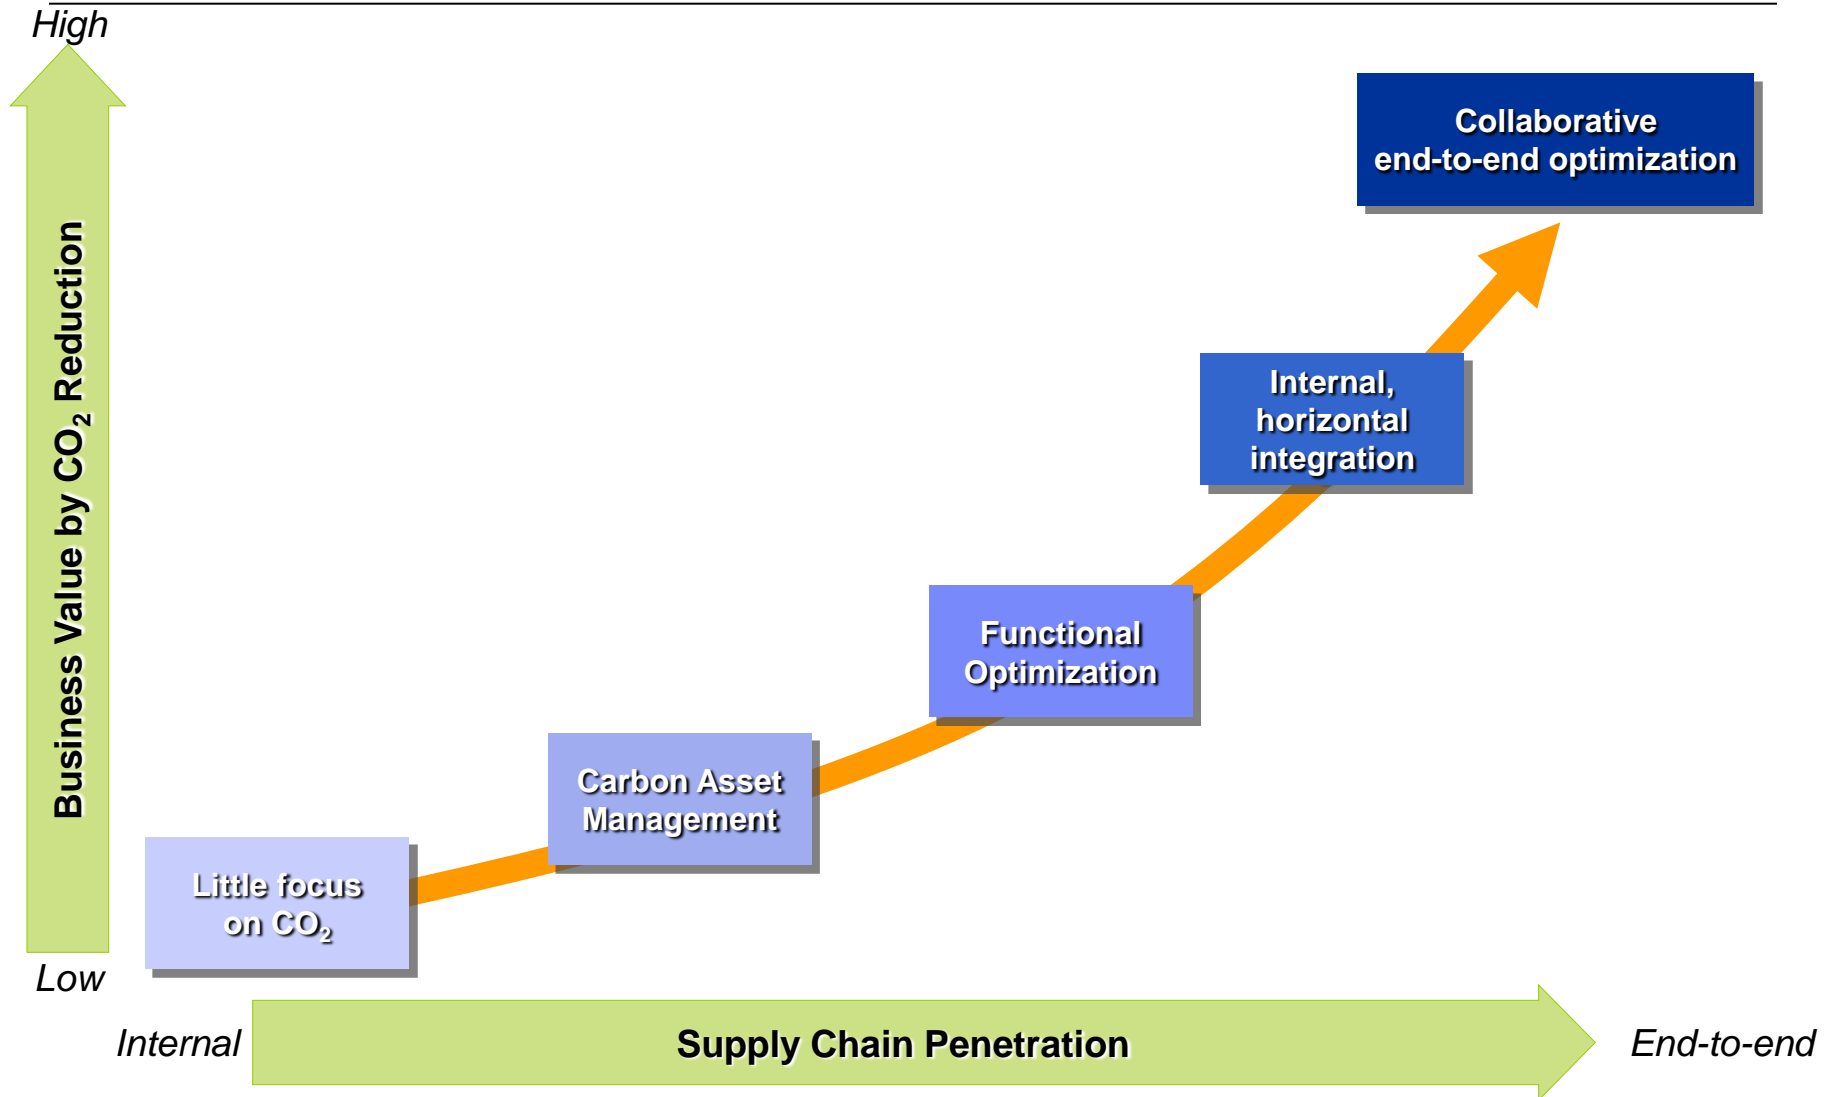 High
Business Value by CO₂ Reduction
Low
Collaborative
end-to-end optimization
Internal,
horizontal
integration
Functional
Optimization
Carbon Asset
Management
Little focus
on CO₂
Internal
Supply Chain Penetration
End-to-end